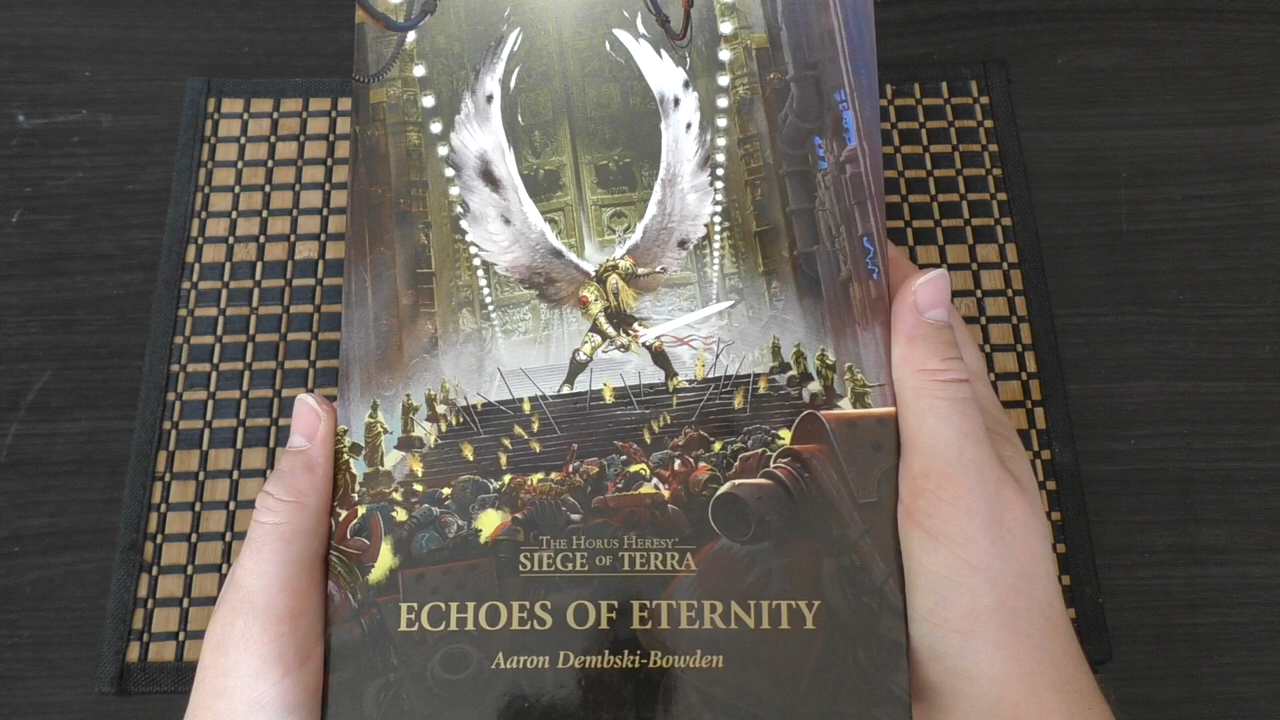 THE HORUS HERESY®
SIEGE OF TERRA
ECHOES OF ETERNITY
Aaron Dembski-Bowden